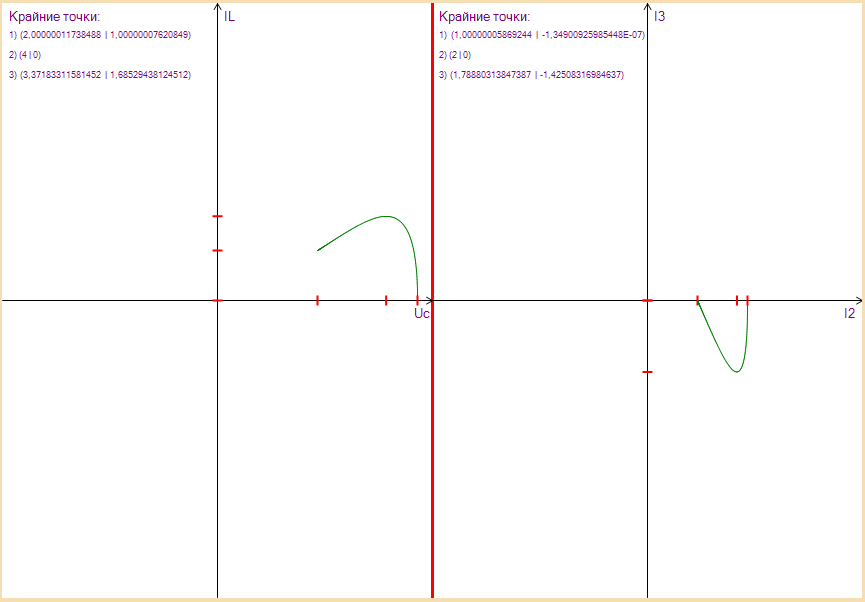 Крайние точки:
1) (2,00000011738488 | 1,00000007620849)
2) (4 | 0)
3) (3,37183311581452 | 1,68529438124512)
IL
Uc
Крайние точки:
1) (1,00000005869244 | -1,34900925985448E-07)
2) (2 | 0)
3) (1,78880313847387 | -1,42508316984637)
I3
I2